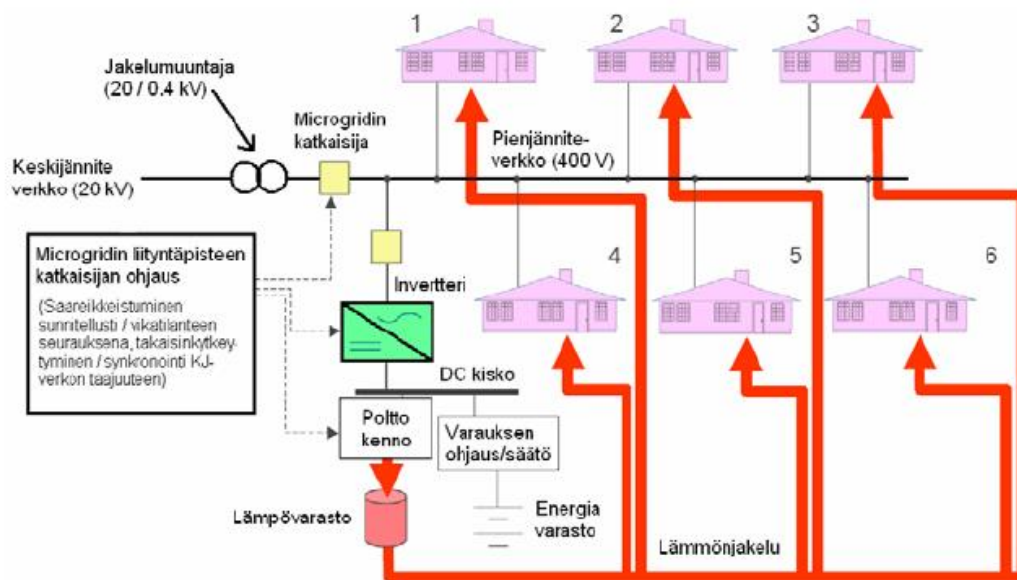 1
2
3
Jakelumuuntaja
(20 / 0.4 kV)
Microgridin
katkaisija
Pienjännite-
verkko (400 V)
Keskijännite
verkko (20 kV)
Microgridin liityntäpisteen
katkaisijan ohjaus
(Saareikkeistuminen
sunritellusti / vikatilanteen
seurauksena, takaisinkytkey-
tyminen / synkronointi KJ-
verkon taajuuteen)
4
5
6
Invertteri
DC kisko
Poltto
kenno
Varauksen
ohjaus/säätö
Lämpövarasto
Energia
varasto
Lämmönjakelu